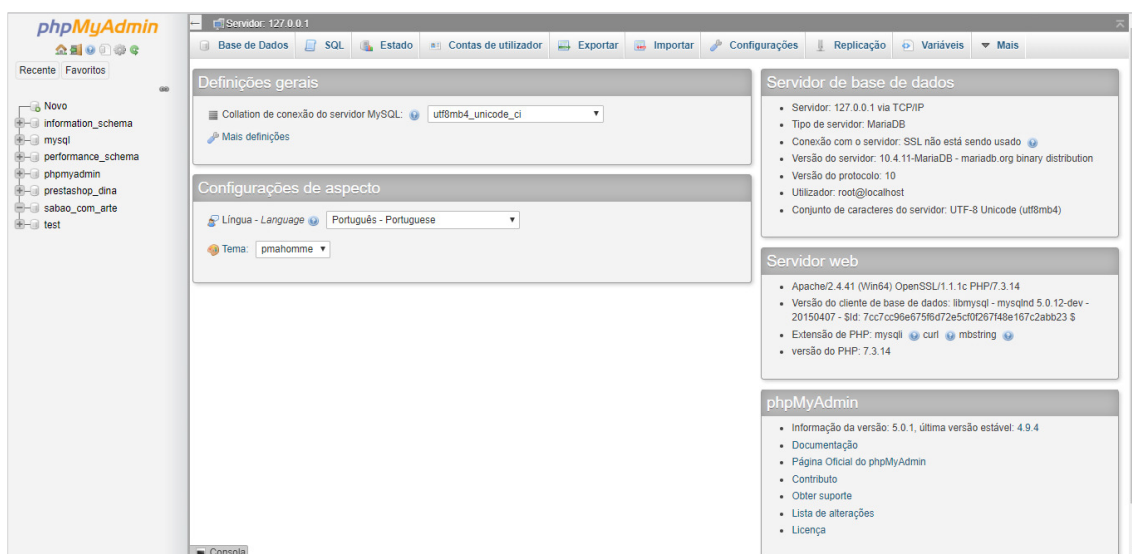 phpMyAdmin
Recente Favoritos
Novo
information_schema
mysql
performance_schema
phpmyadmin
prestashop_dina
sabao_com_arte
test
Servidor: 127.0.0.1
Base de Dados SQL Estado Contas de utilizador Exportar Importar Configurações Replicação Variáveis Mais
Definições gerais
Collation de conexão do servidor MySQL: utf8mb4_unicode_ci
Mais definições
Configurações de aspecto
Língua - Language Português - Portuguese
Tema: pmahomme
Servidor de base de dados
Servidor: 127.0.0.1 via TCP/IP
Tipo de servidor: MariaDB
Conexão com o servidor: SSL não está sendo usado
Versão do servidor: 10.4.11-MariaDB - mariadb.org binary distribution
Versão do protocolo: 10
Utilizador: root@localhost
Conjunto de caracteres do servidor: UTF-8 Unicode (utf8mb4)
Servidor web
Apache/2.4.41 (Win64) OpenSSL/1.1.1c PHP/7.3.14
Versão do cliente de base de dados: libmysql - mysqlnd 5.0.12-dev -
20150407 - $Id: 7cc7cc96e675f6d72e5cf0f267f48e167c2abb23 $
Extensão de PHP: mysqli curl mbstring
versão do PHP: 7.3.14
phpMyAdmin
Informação da versão: 5.0.1, última versão estável: 4.9.4
Documentação
Página Oficial do phpMyAdmin
Contributo
Obter suporte
Lista de alterações
Licença
Consola